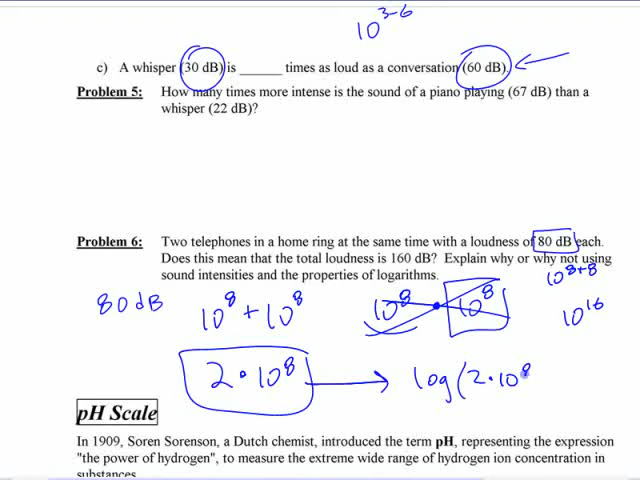 10^3-6
c) A whisper (30 dB) is ______ times as loud as a conversation (60 dB).
Problem 5: How many times more intense is the sound of a piano playing (67 dB) than a
whisper (22 dB)?
Problem 6: Two telephones in a home ring at the same time with a loudness of 80 dB each.
Does this mean that the total loudness is 160 dB? Explain why or why not using
sound intensities and the properties of logarithms.
10^8+8
80 dB 10^8 + 10^8 10^8 • 10^8 10^16
2 • 10^8 → log(2 • 10^8
pH Scale
In 1909, Soren Sorenson, a Dutch chemist, introduced the term pH, representing the expression
"the power of hydrogen", to measure the extreme wide range of hydrogen ion concentration in
substances.